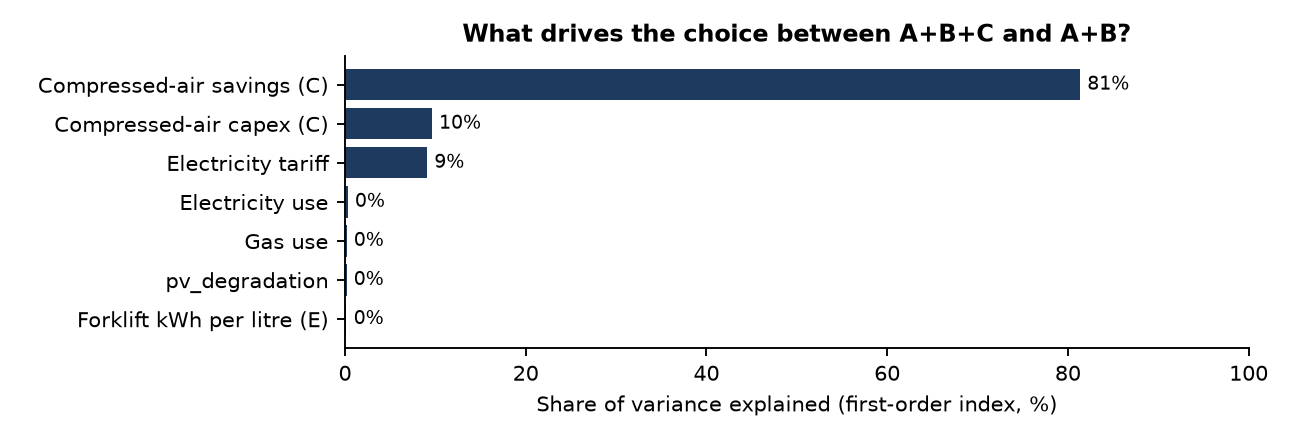 What drives the choice between A+B+C and A+B?
Compressed-air savings (C) 81%
Compressed-air capex (C) 10%
Electricity tariff 9%
Electricity use 0%
Gas use 0%
pv_degradation 0%
Forklift kWh per litre (E) 0%
0 20 40 60 80 100
Share of variance explained (first-order index, %)